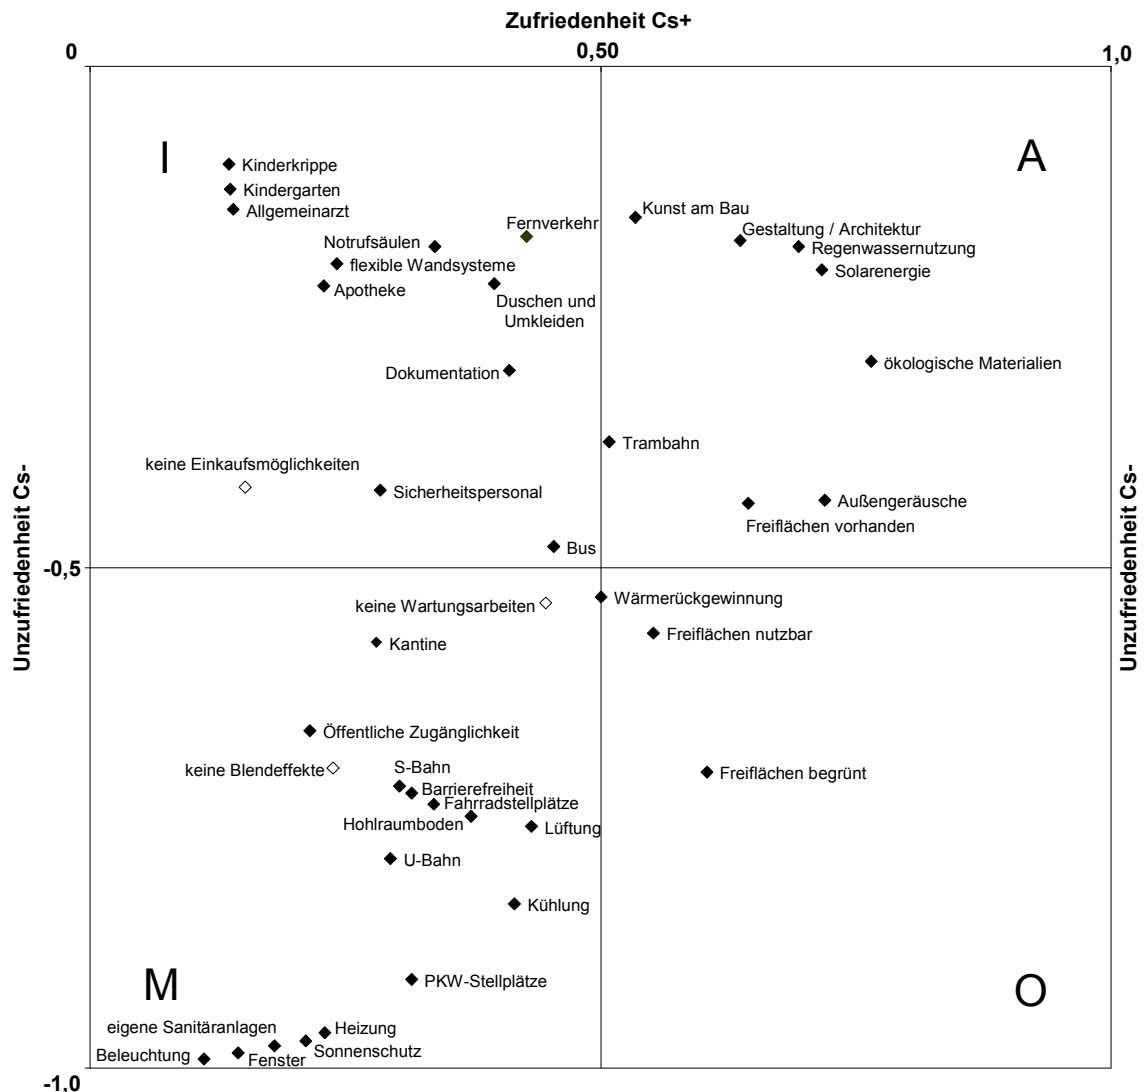 Zufriedenheit Cs+
0
0,50
1,0
I
A
Kinderkrippe
Kindergarten
Allgemeinarzt
Kunst am Bau
Fernverkehr
Gestaltung / Architektur
Notrufsäulen
Regenwassernutzung
flexible Wandsysteme
Solarenergie
Apotheke
Duschen und
Umkleiden
ökologische Materialien
Dokumentation
Trambahn
keine Einkaufsmöglichkeiten
Sicherheitspersonal
Außengeräusche
Freiflächen vorhanden
Bus
Unzufriedenheit Cs-
Unzufriedenheit Cs-
-0,5
Wärmerückgewinnung
keine Wartungsarbeiten
Freiflächen nutzbar
Kantine
Öffentliche Zugänglichkeit
S-Bahn
keine Blendeffekte
Freiflächen begrünt
Barrierefreiheit
Fahrradstellplätze
Hohlraumboden
Lüftung
U-Bahn
Kühlung
PKW-Stellplätze
M
O
eigene Sanitäranlagen
Heizung
Sonnenschutz
Beleuchtung
Fenster
-1,0